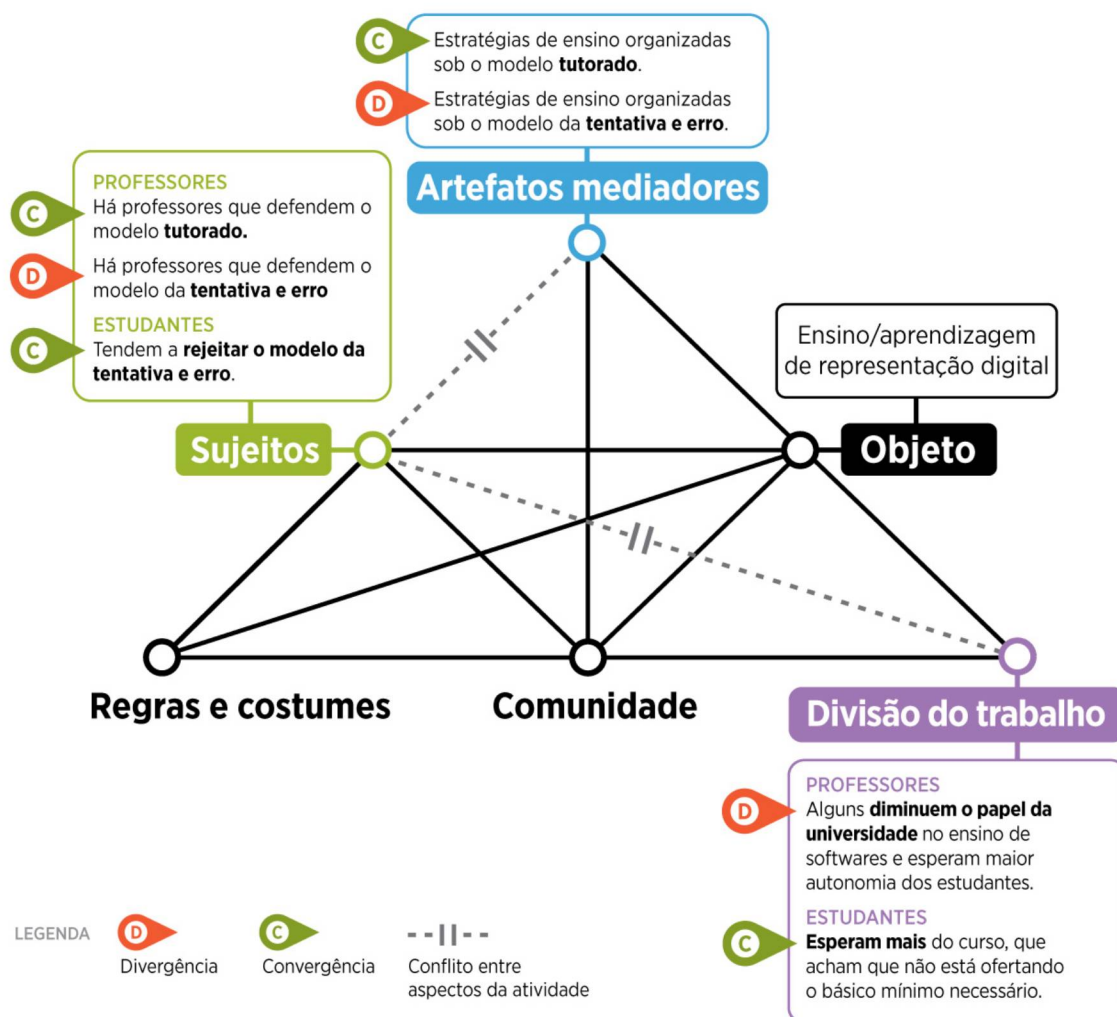 C
Estratégias de ensino organizadas
sob o modelo tutorado.
D
Estratégias de ensino organizadas
sob o modelo da tentativa e erro.
Artefatos mediadores
PROFESSORES
C
Há professores que defendem o
modelo tutorado.
D
Há professores que defendem o
modelo da tentativa e erro
ESTUDANTES
C
Tendem a rejeitar o modelo da
tentativa e erro.
Sujeitos
Ensino/aprendizagem
de representação digital
Objeto
Regras e costumes
Comunidade
Divisão do trabalho
PROFESSORES
D
Alguns diminuem o papel da
universidade no ensino de
softwares e esperam maior
autonomia dos estudantes.
ESTUDANTES
C
Esperam mais do curso, que
acham que não está ofertando
o básico mínimo necessário.
LEGENDA
D
Divergência
C
Convergência
Conflito entre
aspectos da atividade